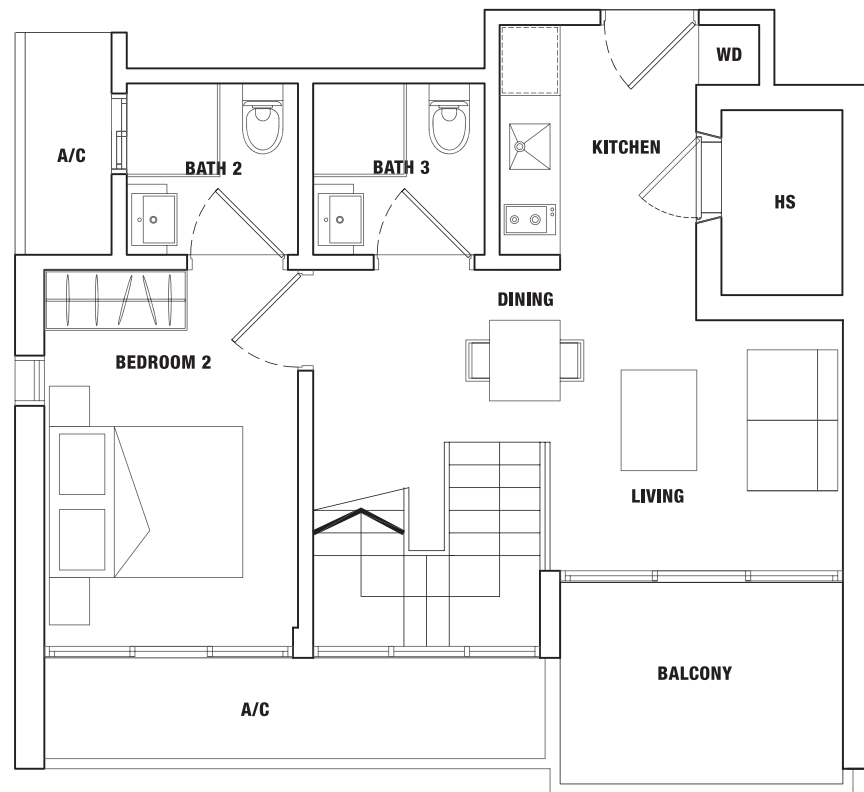 WD
KITCHEN
A/C
BATH 2
BATH 3
HS
DINING
BEDROOM 2
LIVING
BALCONY
A/C